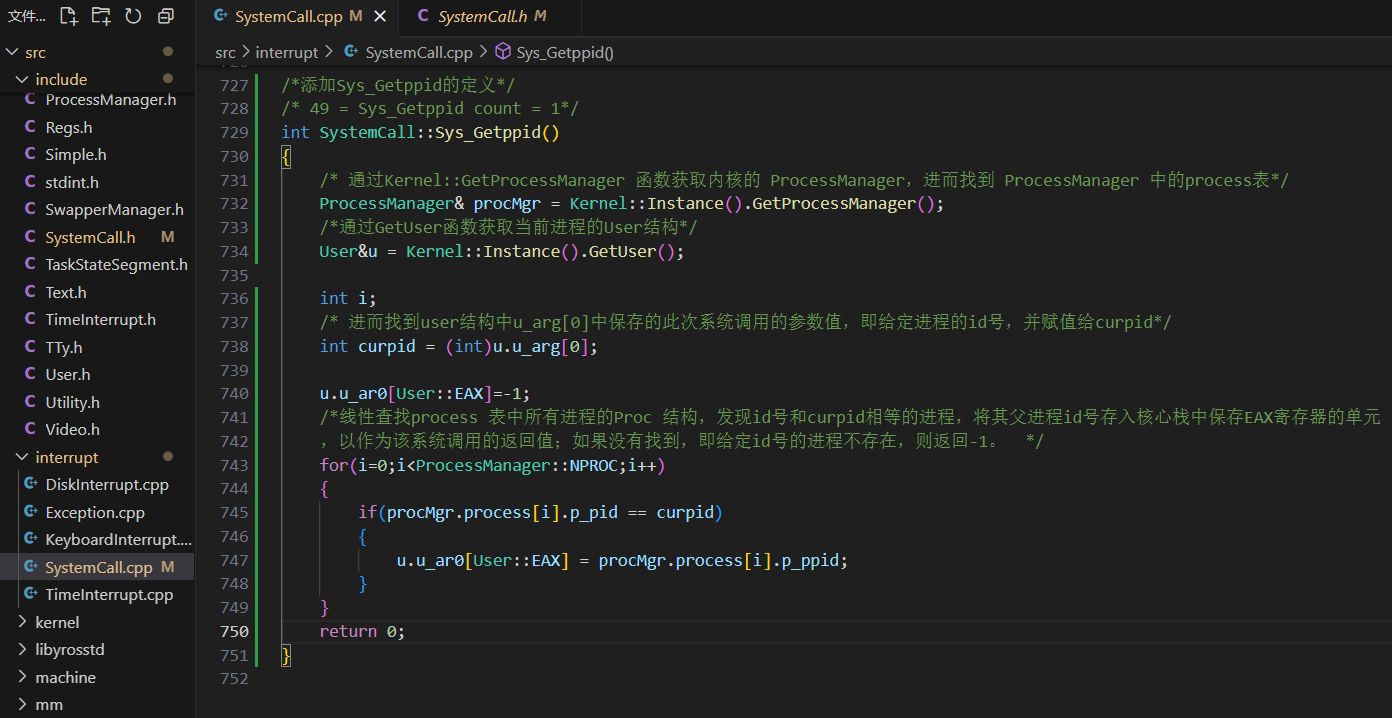 文件...
src
include
ProcessManager.h
Regs.h
Simple.h
stdint.h
SwapperManager.h
SystemCall.h M
TaskStateSegment.h
Text.h
TimeInterrupt.h
TTy.h
User.h
Utility.h
Video.h
interrupt
DiskInterrupt.cpp
Exception.cpp
KeyboardInterrupt....
SystemCall.cpp M
TimeInterrupt.cpp
kernel
libyrosstd
machine
mm
SystemCall.cpp M
SystemCall.h M
src > interrupt > SystemCall.cpp > Sys_Getppid()
727 /*添加Sys_Getppid的定义*/
728 /* 49 = Sys_Getppid count = 1*/
729 int SystemCall::Sys_Getppid()
730 {
731 /* 通过Kernel::GetProcessManager 函数获取内核的 ProcessManager，进而找到 ProcessManager 中的process表*/
732 ProcessManager& procMgr = Kernel::Instance().GetProcessManager();
733 /*通过GetUser函数获取当前进程的User结构*/
734 User&u = Kernel::Instance().GetUser();
735
736 int i;
737 /* 进而找到user结构中u_arg[0]中保存的此次系统调用的参数值，即给定进程的id号，并赋值给curpid*/
738 int curpid = (int)u.u_arg[0];
739
740 u.u_ar0[User::EAX]=-1;
741 /*线性查找process 表中所有进程的Proc 结构，发现id号和curpid相等的进程，将其父进程id号存入核心栈中保存EAX寄存器的单元
742 ，以作为该系统调用的返回值；如果没有找到，即给定id号的进程不存在，则返回-1。 */
743 for(i=0;i<ProcessManager::NPROC;i++)
744 {
745 if(procMgr.process[i].p_pid == curpid)
746 {
747 u.u_ar0[User::EAX] = procMgr.process[i].p_ppid;
748 }
749 }
750 return 0;
751 }
752